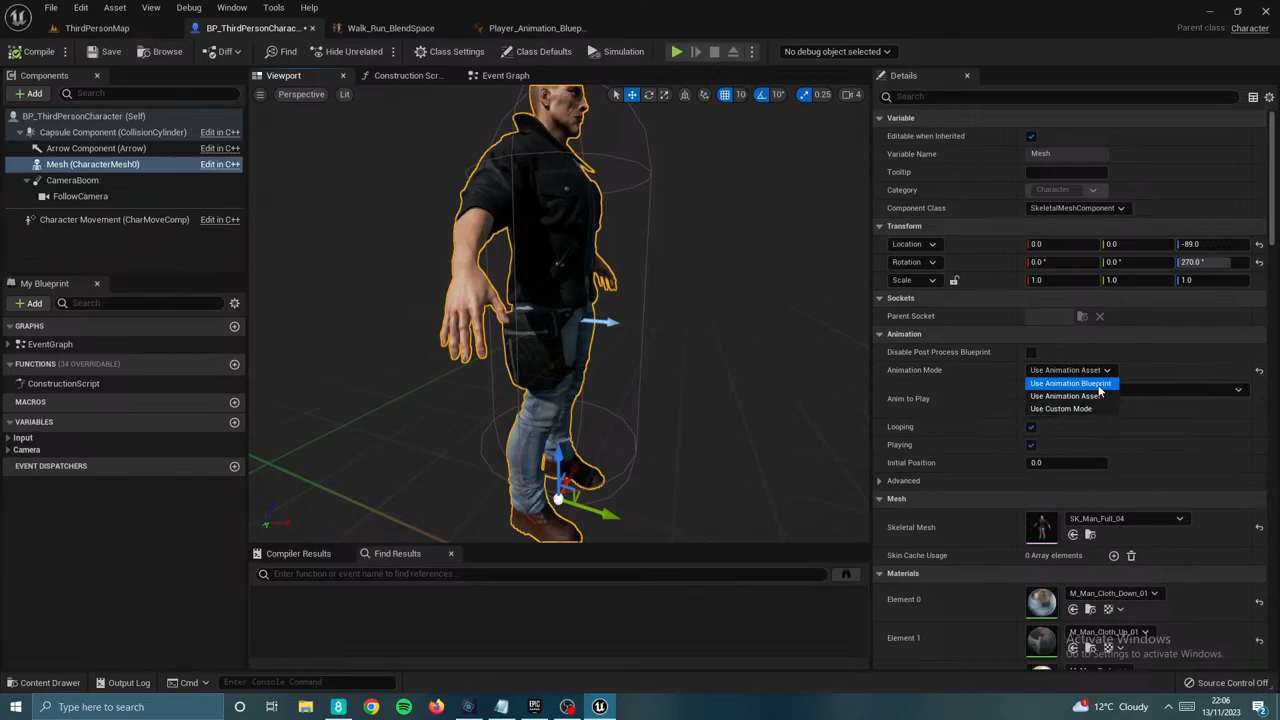 File Edit Asset View Debug Window Tools Help
Parent class: Character
ThirdPersonMap BP_ThirdPersonCharac... Walk_Run_BlendSpace Player_Animation_Bluep...
Compile Save Browse Diff Find Hide Unrelated Class Settings Class Defaults Simulation No debug object selected
Components
Viewport Construction Scr... Event Graph
Details
Add Search
Perspective Lit 10 10° 0.25 4
Search
BP_ThirdPersonCharacter (Self)
Capsule Component (CollisionCylinder) Edit in C++
Arrow Component (Arrow) Edit in C++
Mesh (CharacterMesh0) Edit in C++
CameraBoom
FollowCamera
Character Movement (CharMoveComp) Edit in C++
My Blueprint
Add Search
GRAPHS
EventGraph
FUNCTIONS (34 OVERRIDABLE)
ConstructionScript
MACROS
VARIABLES
Input
Camera
EVENT DISPATCHERS
Variable
Editable when Inherited
Variable Name Mesh
Tooltip
Category Character
Component Class SkeletalMeshComponent
Transform
Location 0.0 0.0 -89.0
Rotation 0.0 ° 0.0 ° 270.0 °
Scale 1.0 1.0 1.0
Sockets
Parent Socket
Animation
Disable Post Process Blueprint
Animation Mode Use Animation Asset
Use Animation Blueprint
Use Animation Asset
Use Custom Mode
Anim to Play
Looping
Playing
Initial Position 0.0
Advanced
Mesh
Skeletal Mesh SK_Man_Full_04
Skin Cache Usage 0 Array elements
Materials
Element 0 M_Man_Cloth_Down_01
Element 1 M_Man_Cloth_Up_01
Compiler Results Find Results
Enter function or event name to find references...
Activate Windows
Go to Settings to activate Windows.
Content Drawer Output Log Cmd Enter Console Command Source Control Off
Type here to search
12°C Cloudy
22:06
13/11/2023